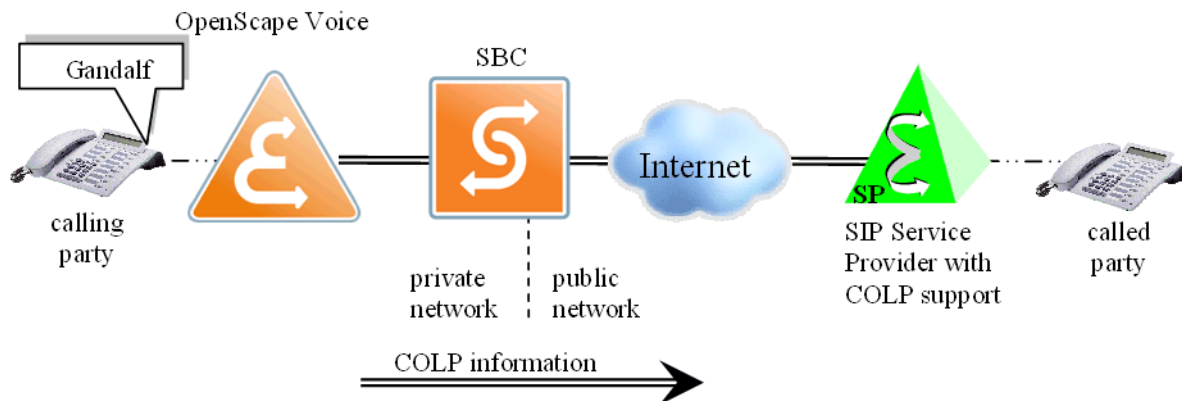 OpenScape Voice
Gandalf
SBC
Internet
SP
calling
party
SIP Service
Provider with
COLP support
called
party
private
network
public
network
COLP information